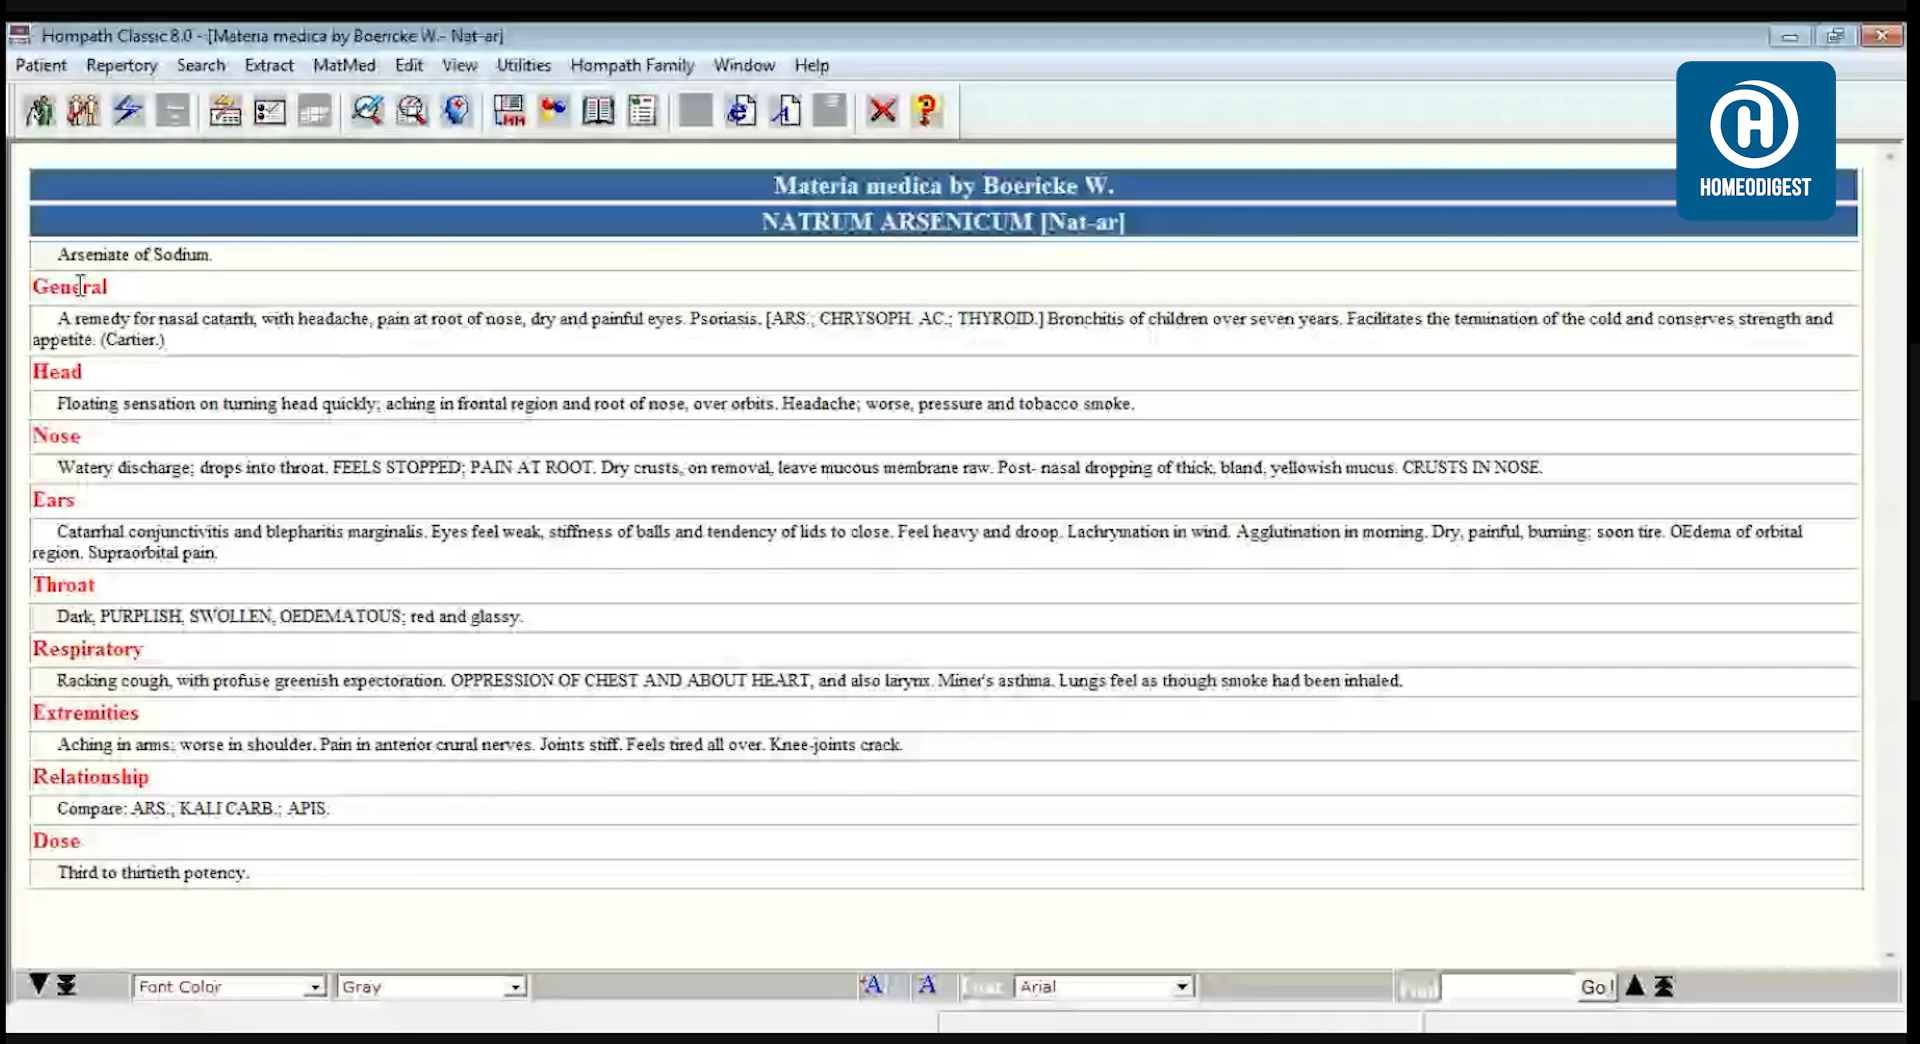 Hompath Classic 8.0 - [Materia medica by Boericke W.- Nat-ar]
Patient Repertory Search Extract MatMed Edit View Utilities Hompath Family Window Help
HOMEODIGEST
Materia medica by Boericke W.
NATRUM ARSENICUM [Nat-ar]
Arseniate of Sodium.
General
A remedy for nasal catarrh, with headache, pain at root of nose, dry and painful eyes. Psoriasis. [ARS.; CHRYSOPH. AC.; THYROID.] Bronchitis of children over seven years. Facilitates the termination of the cold and conserves strength and
appetite. (Cartier.)
Head
Floating sensation on turning head quickly; aching in frontal region and root of nose, over orbits. Headache; worse, pressure and tobacco smoke.
Nose
Watery discharge; drops into throat. FEELS STOPPED; PAIN AT ROOT. Dry crusts, on removal, leave mucous membrane raw. Post- nasal dropping of thick, bland, yellowish mucus. CRUSTS IN NOSE.
Ears
Catarrhal conjunctivitis and blepharitis marginalis. Eyes feel weak, stiffness of balls and tendency of lids to close. Feel heavy and droop. Lachrymation in wind. Agglutination in morning. Dry, painful, burning; soon tire. OEdema of orbital
region. Supraorbital pain.
Throat
Dark, PURPLISH, SWOLLEN, OEDEMATOUS; red and glassy.
Respiratory
Racking cough, with profuse greenish expectoration. OPPRESSION OF CHEST AND ABOUT HEART, and also larynx. Miner's asthma. Lungs feel as though smoke had been inhaled.
Extremities
Aching in arms; worse in shoulder. Pain in anterior crural nerves. Joints stiff. Feels tired all over. Knee-joints crack.
Relationship
Compare: ARS.; KALI CARB.; APIS.
Dose
Third to thirtieth potency.
Font Color Gray A A Arial Go!